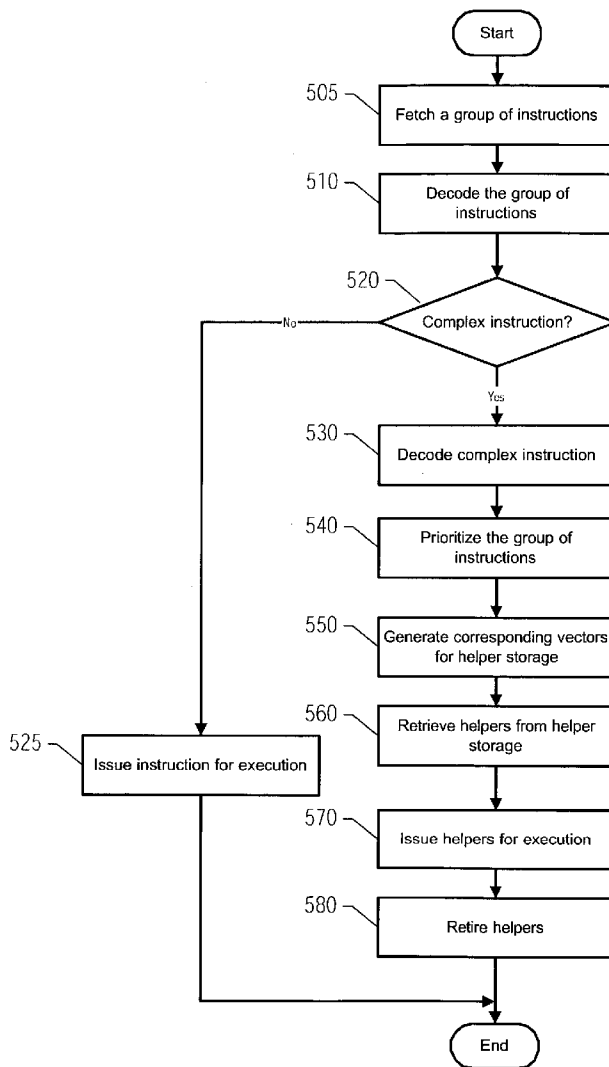 Start
505
Fetch a group of instructions
510
Decode the group of
instructions
520
Complex instruction?
No
Yes
530
Decode complex instruction
540
Prioritize the group of
instructions
550
Generate corresponding vectors
for helper storage
560
Retrieve helpers from helper
storage
525
Issue instruction for execution
570
Issue helpers for execution
580
Retire helpers
End